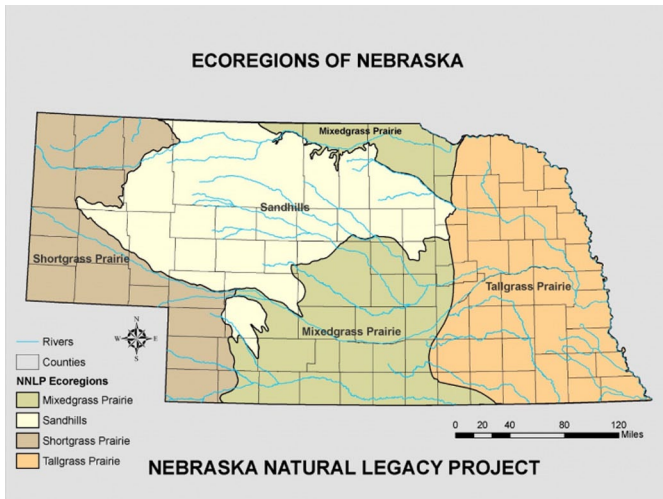 ECOREGIONS OF NEBRASKA
Mixedgrass Prairie
Sandhills
Shortgrass Prairie
Tallgrass Prairie
Mixedgrass Prairie
N
W E
S
Rivers
Counties
NNLP Ecoregions
Mixedgrass Prairie
Sandhills
Shortgrass Prairie
Tallgrass Prairie
0 20 40 80 120
Miles
NEBRASKA NATURAL LEGACY PROJECT